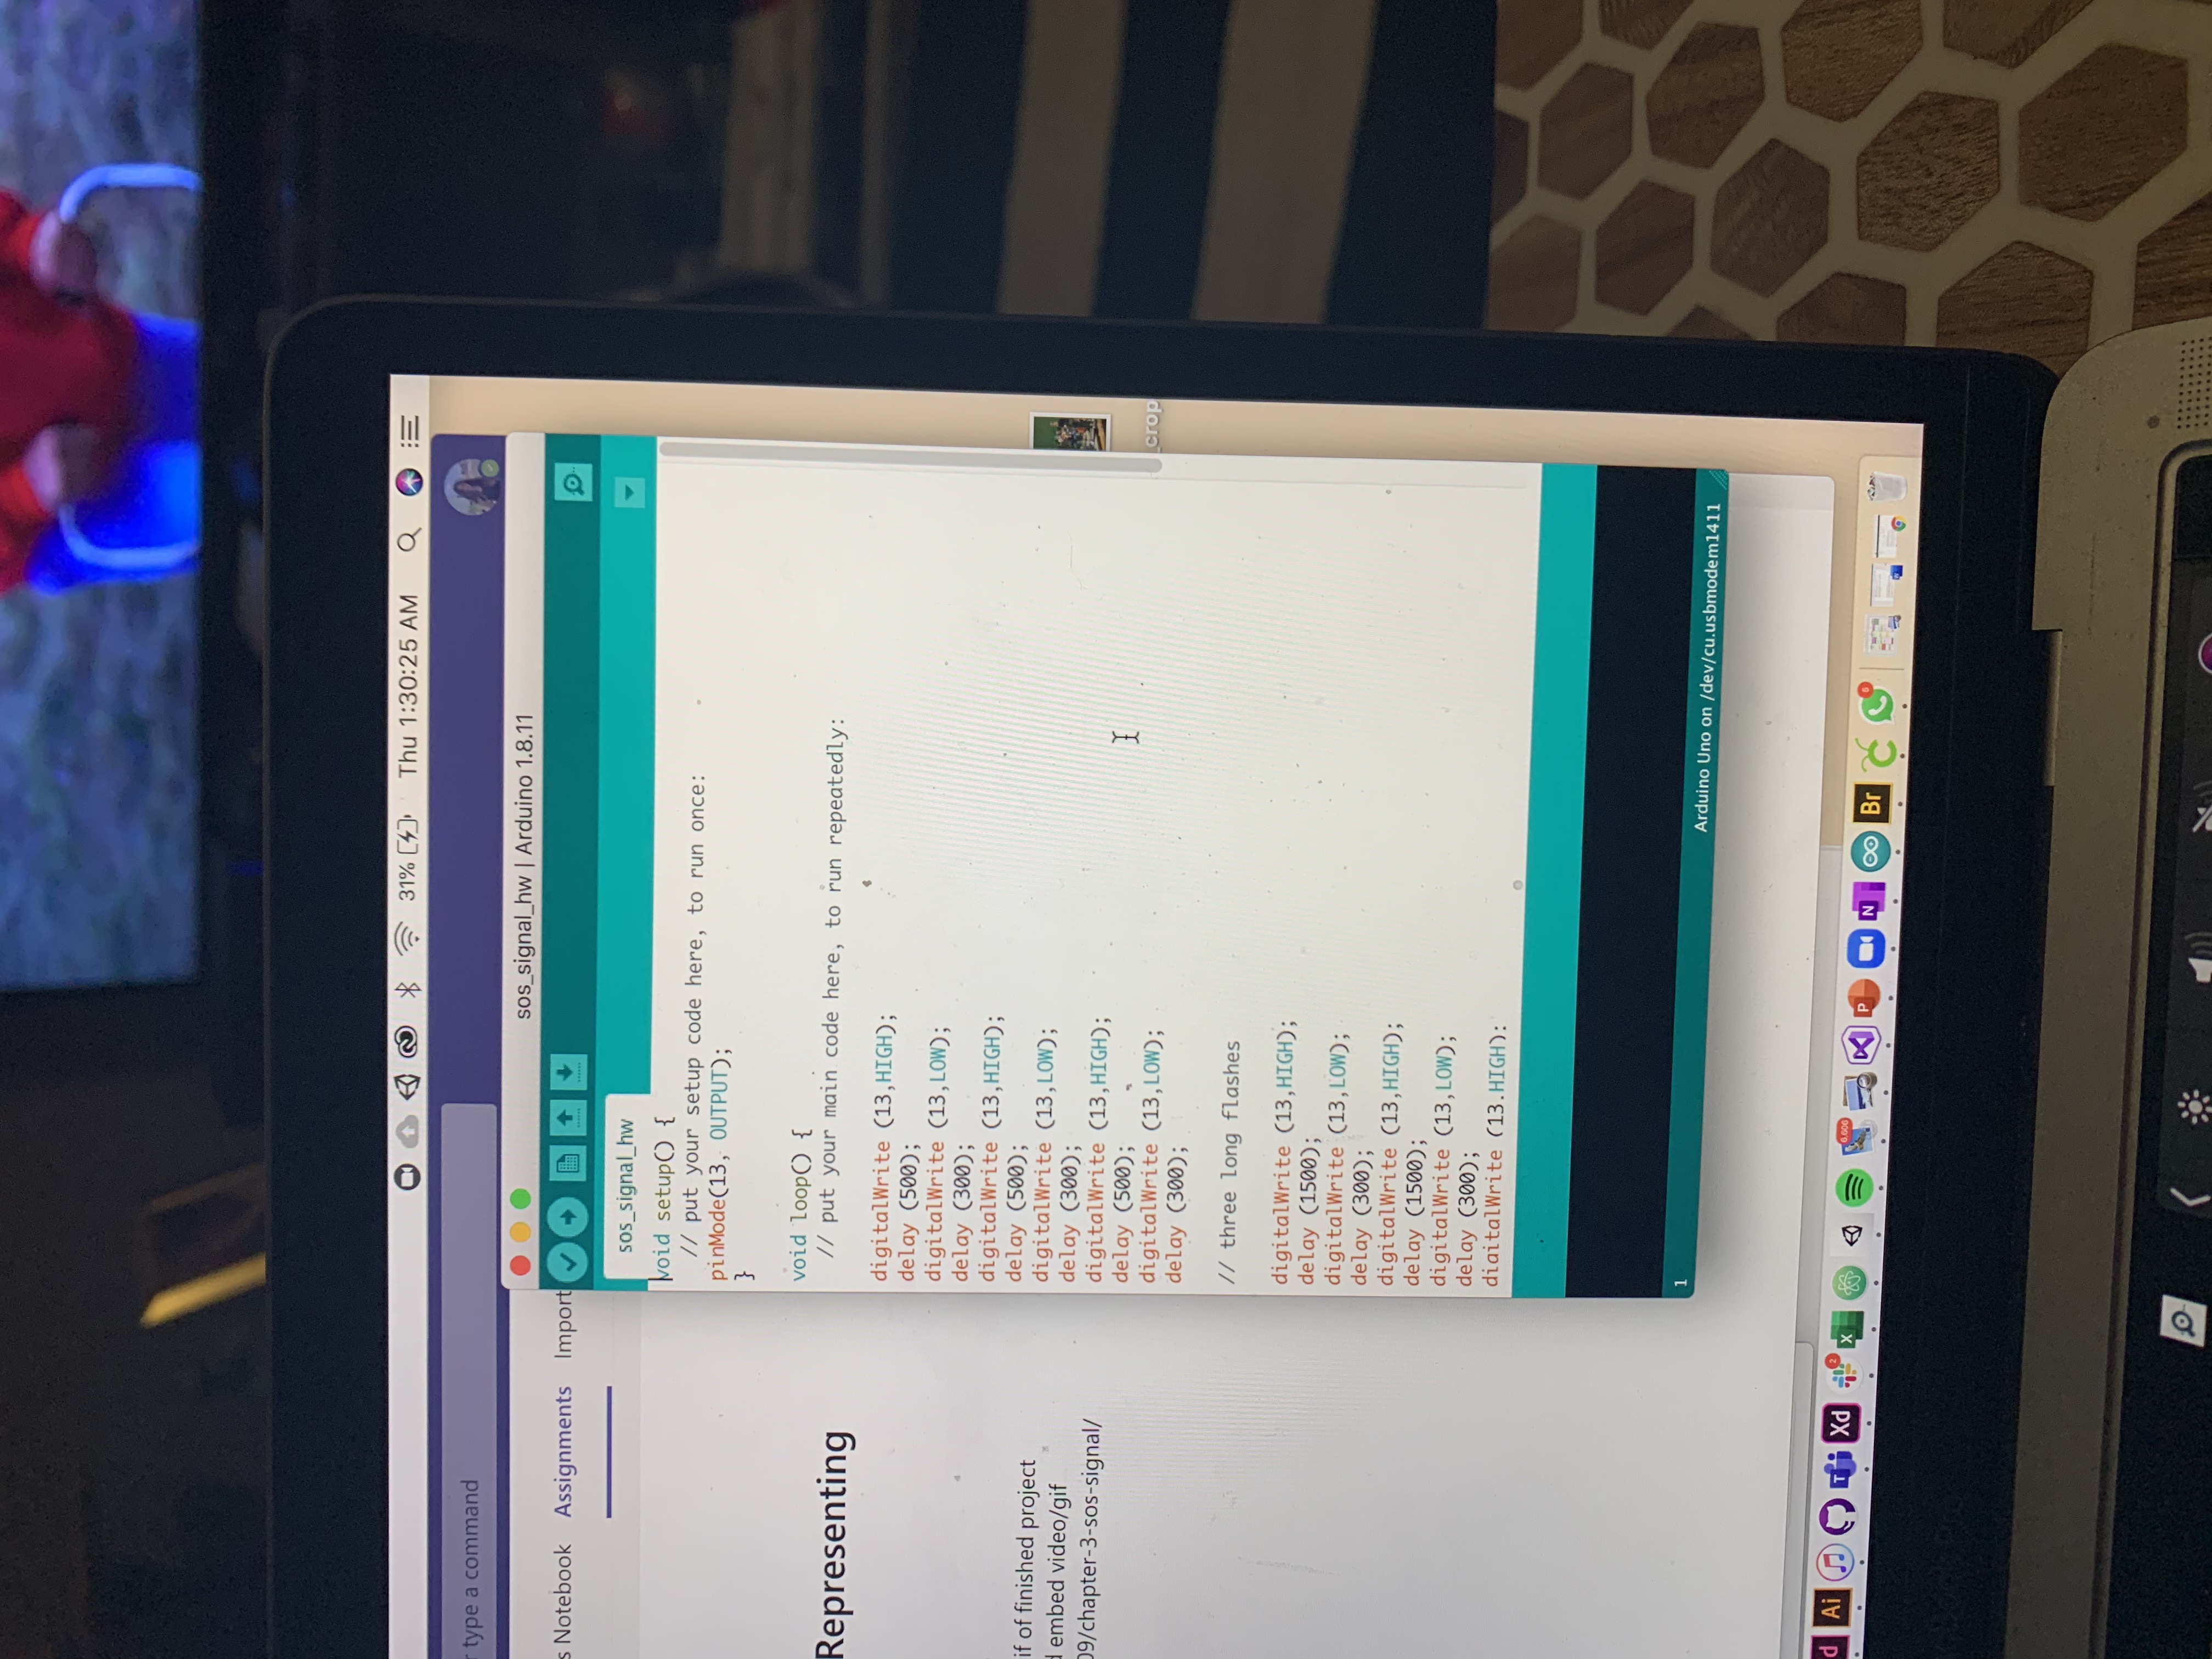 31% Thu 1:30:25 AM
type a command
sos_signal_hw | Arduino 1.8.11
s Notebook Assignments Import
sos_signal_hw
void setup() {
// put your setup code here, to run once:
pinMode(13, OUTPUT);
}
void loop() {
// put your main code here, to run repeatedly:
digitalWrite (13,HIGH);
delay (500);
digitalWrite (13,LOW);
delay (300);
digitalWrite (13,HIGH);
delay (500);
digitalWrite (13,LOW);
delay (300);
digitalWrite (13,HIGH);
delay (500);
digitalWrite (13,LOW);
delay (300);
// three long flashes
digitalWrite (13,HIGH);
delay (1500);
digitalWrite (13,LOW);
delay (300);
digitalWrite (13,HIGH);
delay (1500);
digitalWrite (13,LOW);
delay (300);
digitalWrite (13,HIGH);
1
Arduino Uno on /dev/cu.usbmodem1411
Representing
if of finished project
d embed video/gif
09/chapter-3-sos-signal/
_crop
d Ai T Xd 2 X 6,606 P N Br 6 W